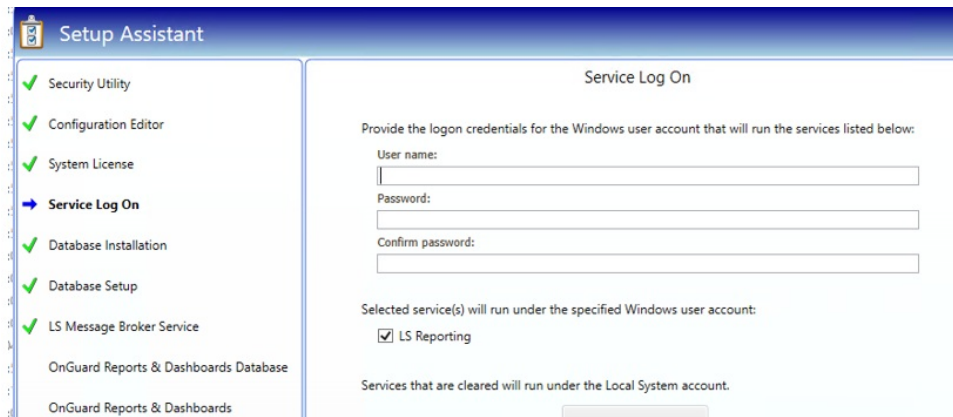 Setup Assistant
Security Utility
Configuration Editor
System License
Service Log On
Database Installation
Database Setup
LS Message Broker Service
OnGuard Reports & Dashboards Database
OnGuard Reports & Dashboards
Service Log On
Provide the logon credentials for the Windows user account that will run the services listed below:
User name:
Password:
Confirm password:
Selected service(s) will run under the specified Windows user account:
LS Reporting
Services that are cleared will run under the Local System account.